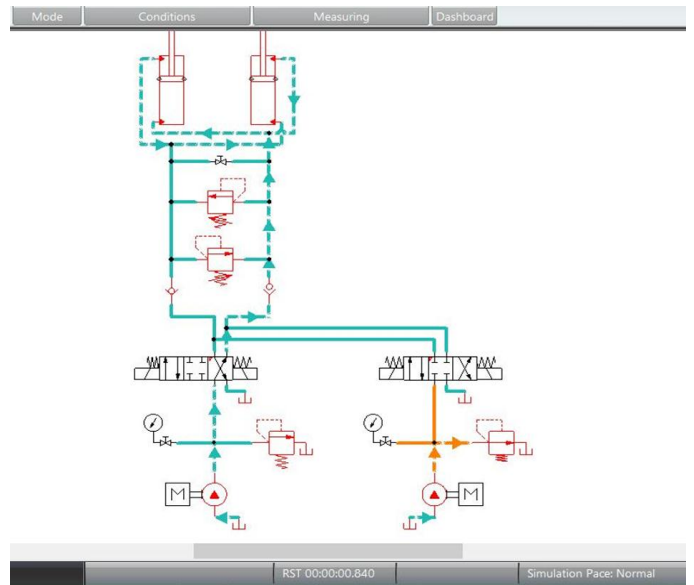 Mode Conditions Measuring Dashboard
M M
RST 00:00:00.840 Simulation Pace: Normal